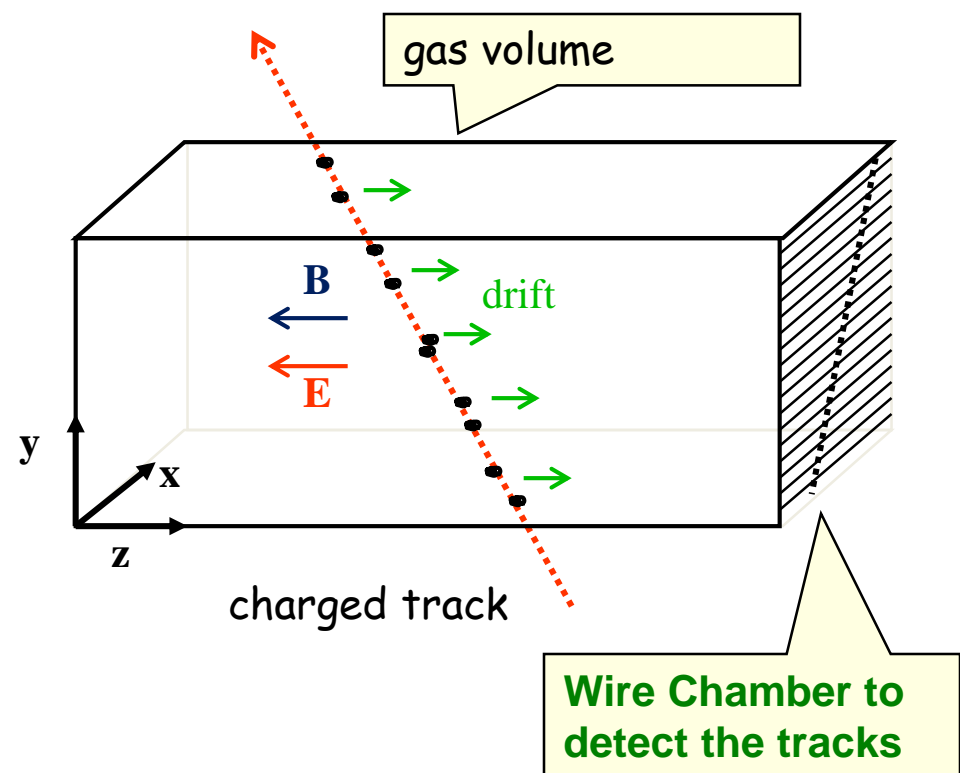 gas volume
B
drift
E
y
x
z
charged track
Wire Chamber to
detect the tracks